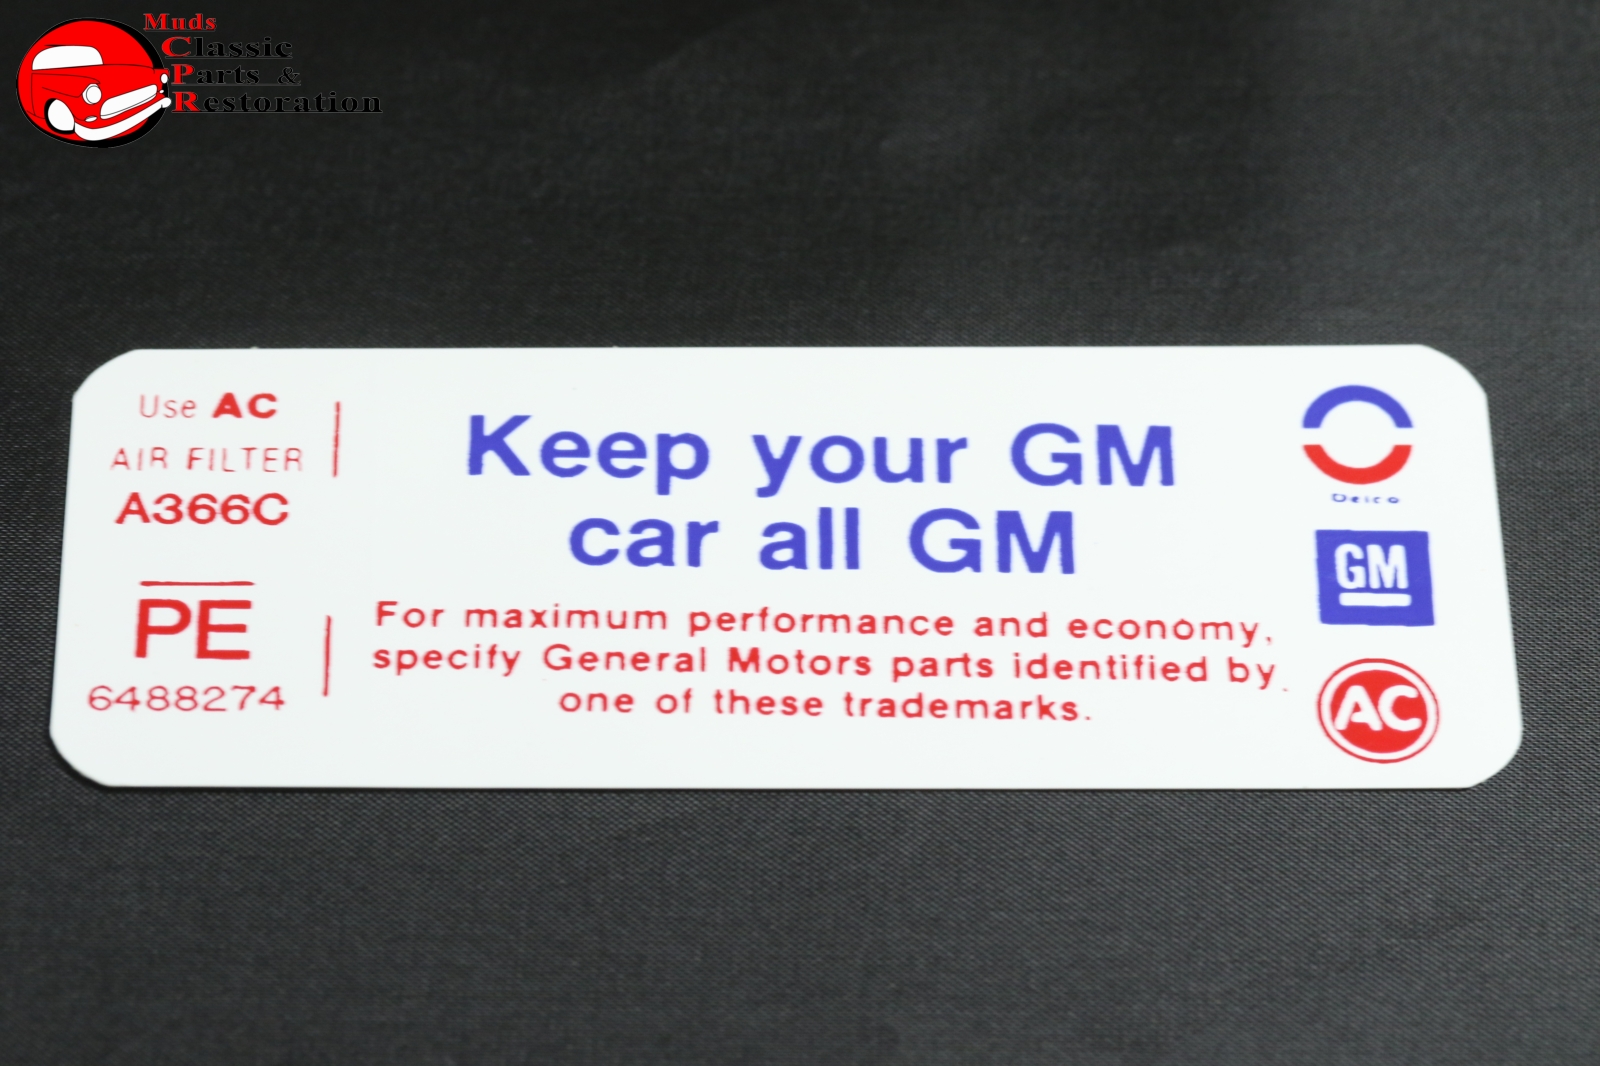 Muds
Classic
Parts &
Restoration
Use AC
AIR FILTER
A366C
PE
6488274
Keep your GM
car all GM
For maximum performance and economy,
specify General Motors parts identified by
one of these trademarks.
Delco
GM
AC